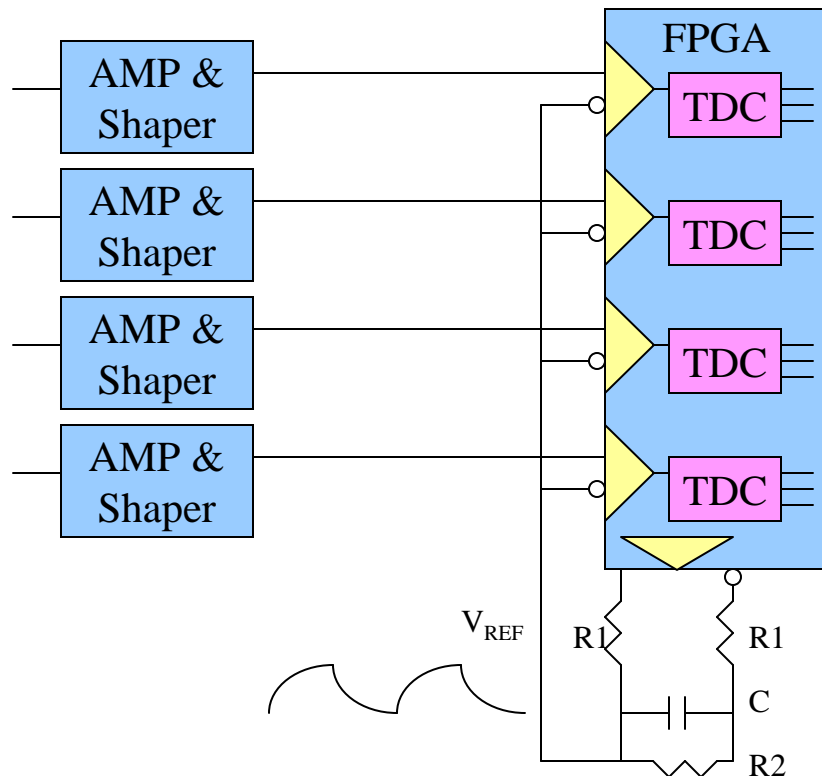 FPGA
AMP &
Shaper
TDC
AMP &
Shaper
TDC
AMP &
Shaper
TDC
AMP &
Shaper
TDC
VREF
R1
R1
C
R2